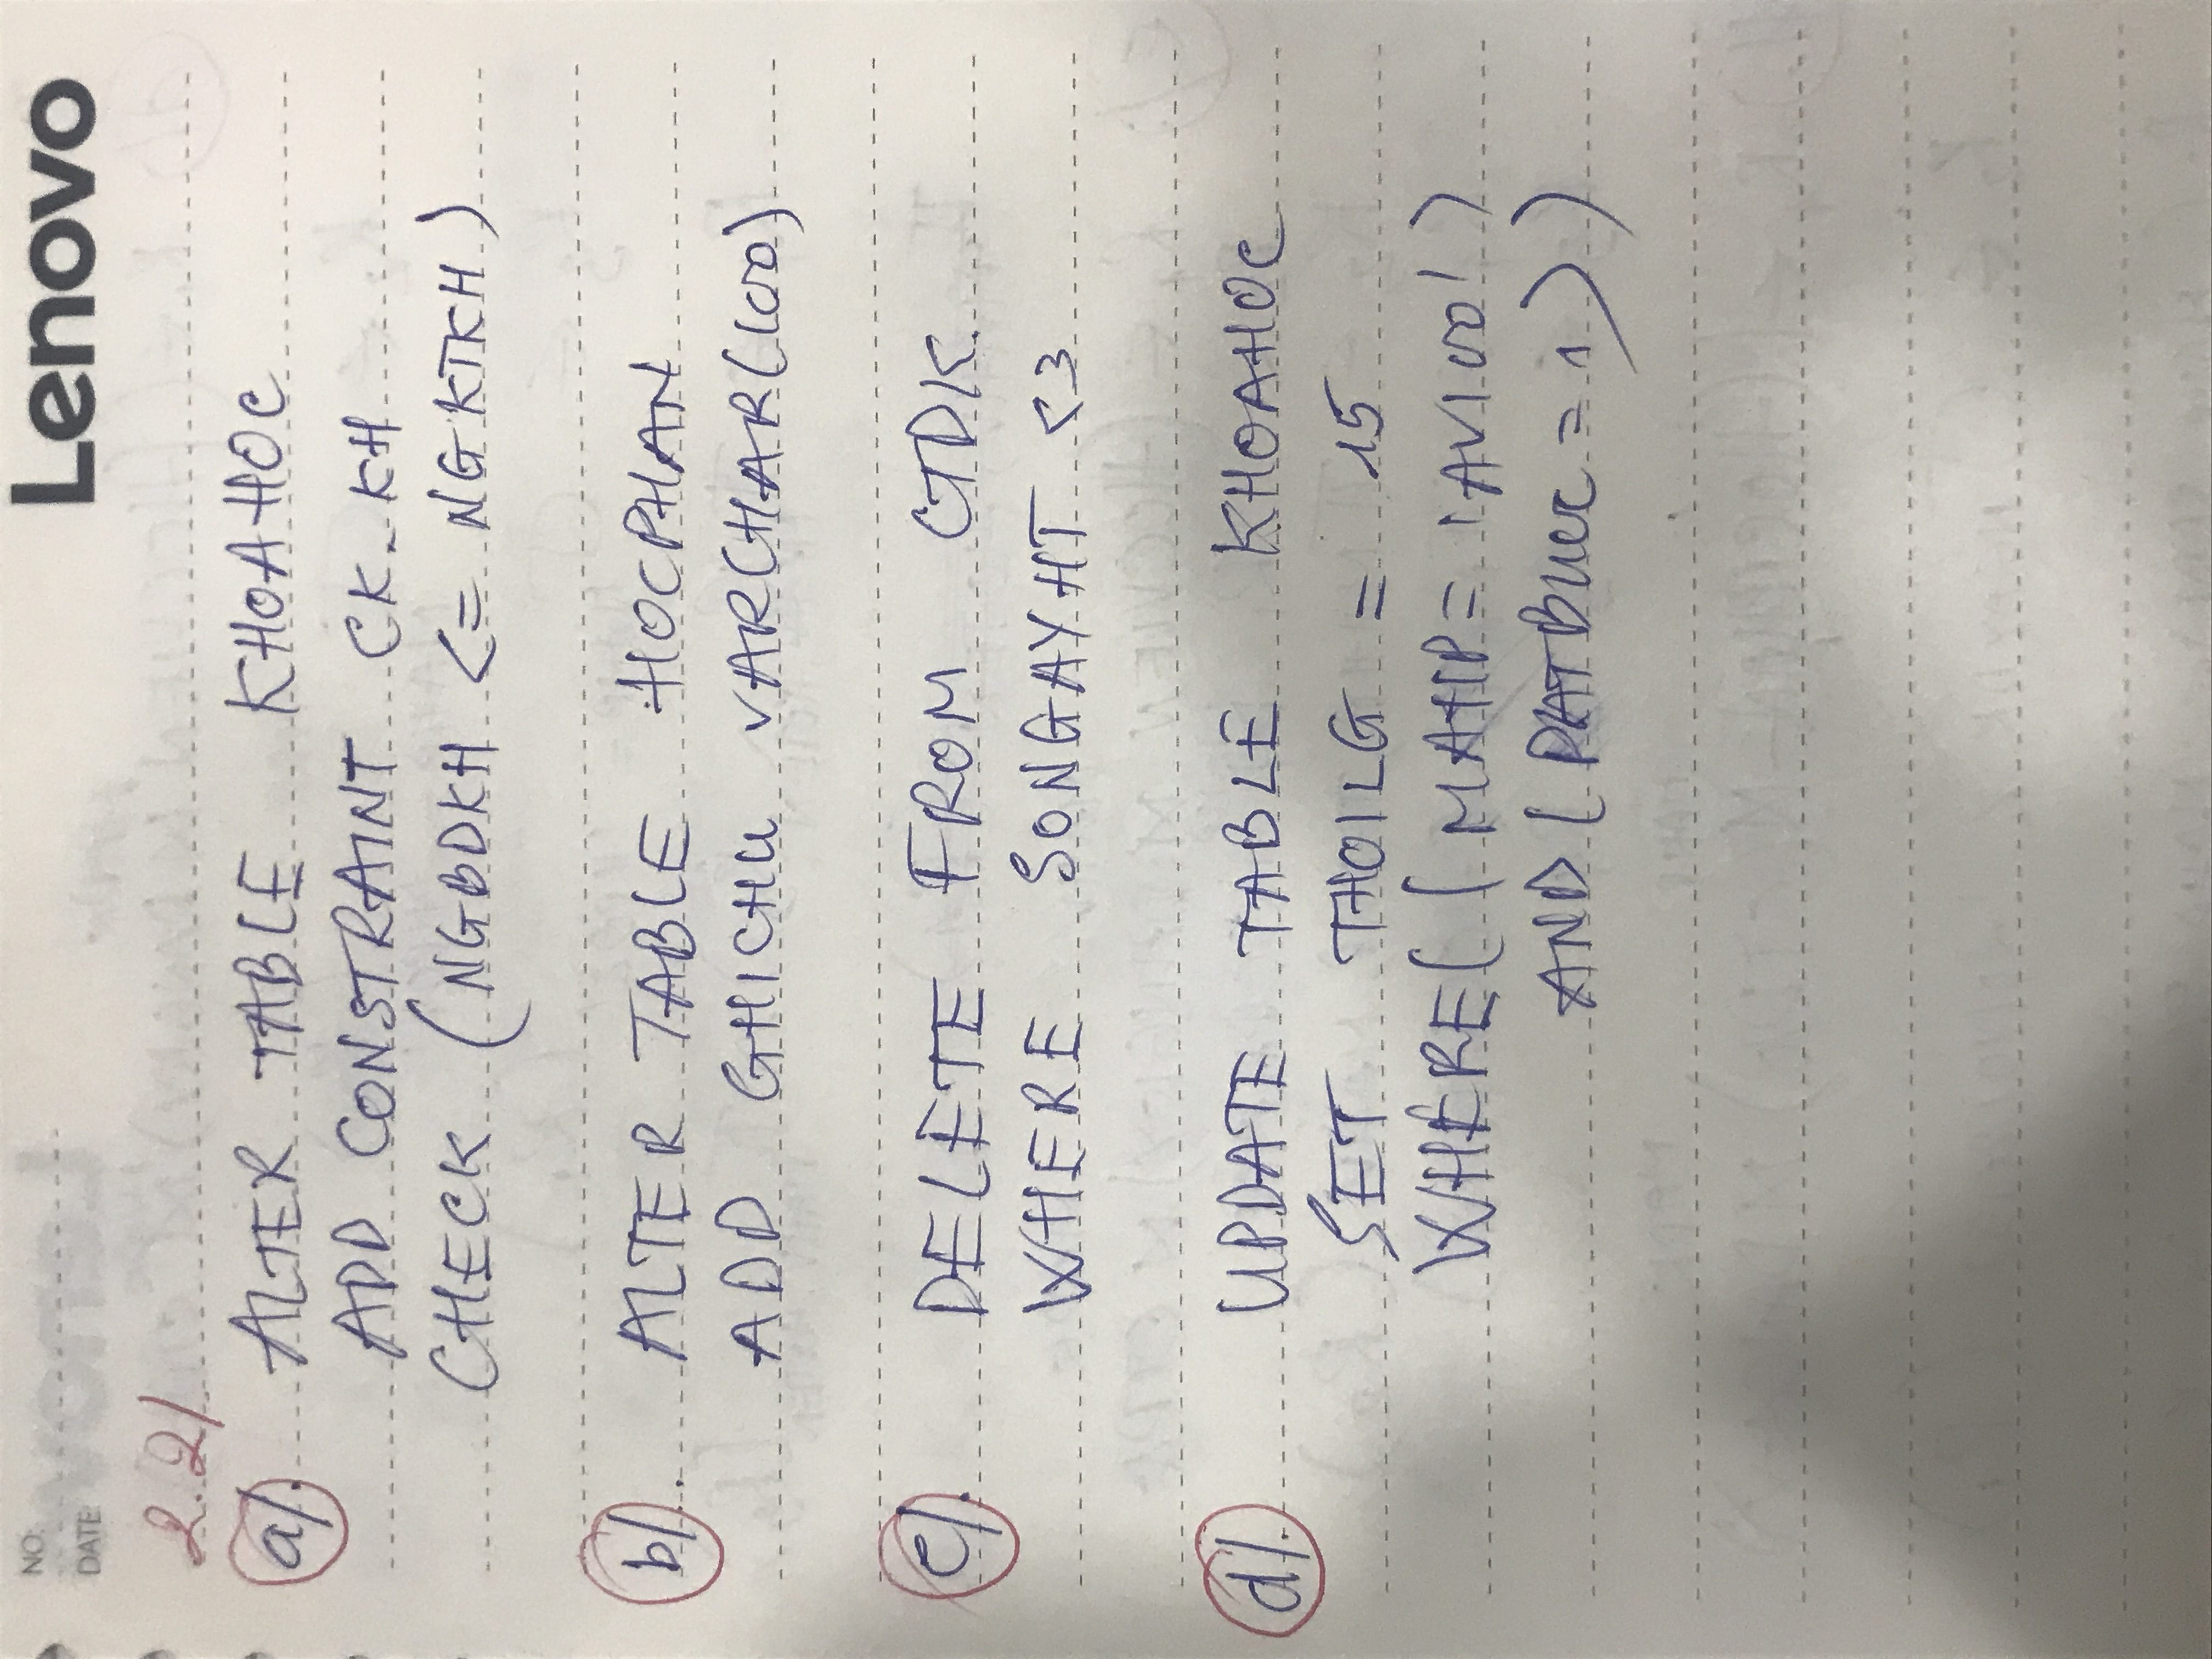 NO:
DATE:
Lenovo
2.2/.
a/. ALTER TABLE KHOAHOC
ADD CONSTRAINT CK_KH
CHECK (NGBDKH <= NGKTKH)
b/. ALTER TABLE HOCPHAN
ADD GHICHU VARCHAR(100)
c/. DELETE FROM CTDK
WHERE SONGAYHT <3
d/. UPDATE TABLE KHOAHOC
SET THOILG = 15
WHERE((MAHP= 'AV100')
AND( BATBUOC = 1))